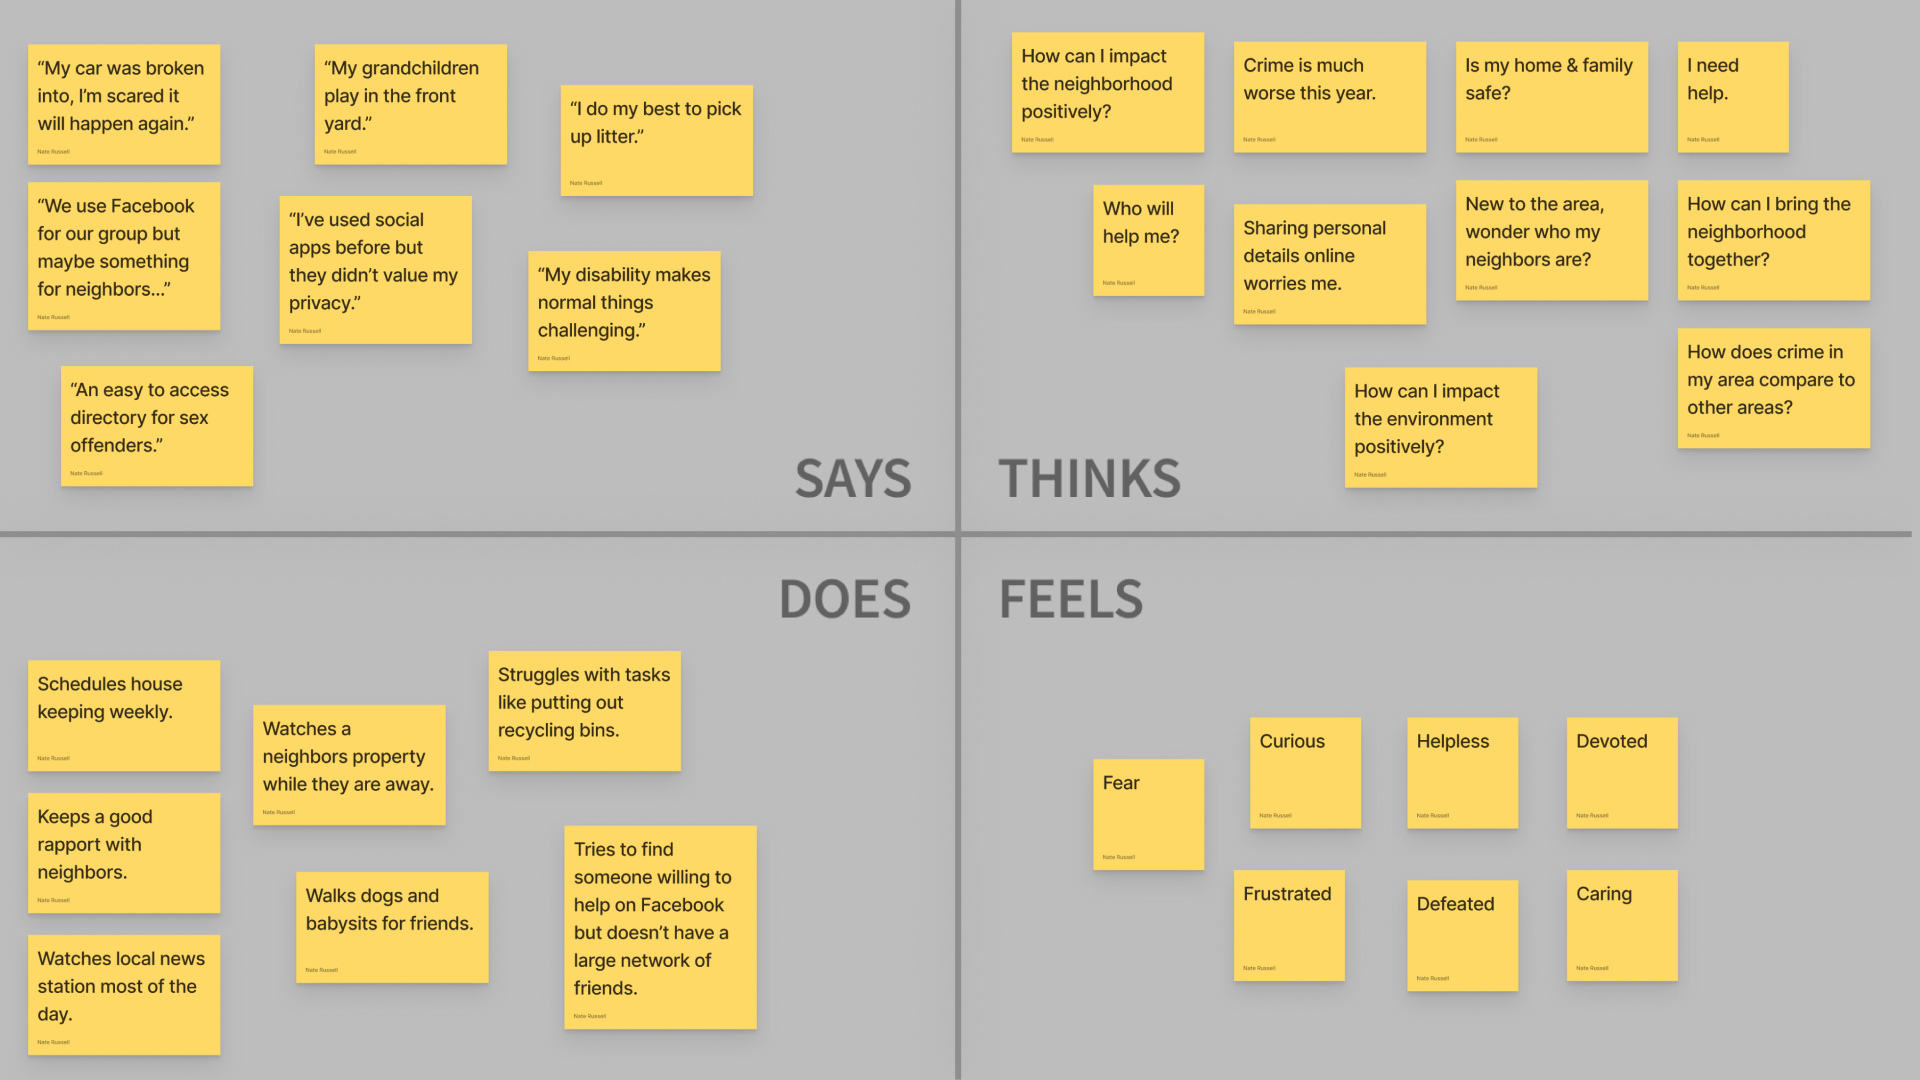 “My car was broken
into, I’m scared it
will happen again.”
Nate Russell
“My grandchildren
play in the front
yard.”
Nate Russell
“I do my best to pick
up litter.”
Nate Russell
“We use Facebook
for our group but
maybe something
for neighbors...”
Nate Russell
“I’ve used social
apps before but
they didn’t value my
privacy.”
Nate Russell
“My disability makes
normal things
challenging.”
Nate Russell
“An easy to access
directory for sex
offenders.”
Nate Russell
SAYS
How can I impact
the neighborhood
positively?
Nate Russell
Crime is much
worse this year.
Nate Russell
Is my home & family
safe?
Nate Russell
I need
help.
Nate Russell
Who will
help me?
Nate Russell
Sharing personal
details online
worries me.
Nate Russell
New to the area,
wonder who my
neighbors are?
Nate Russell
How can I bring the
neighborhood
together?
Nate Russell
How can I impact
the environment
positively?
Nate Russell
How does crime in
my area compare to
other areas?
Nate Russell
THINKS
DOES
Schedules house
keeping weekly.
Nate Russell
Watches a
neighbors property
while they are away.
Nate Russell
Struggles with tasks
like putting out
recycling bins.
Nate Russell
Keeps a good
rapport with
neighbors.
Nate Russell
Walks dogs and
babysits for friends.
Nate Russell
Tries to find
someone willing to
help on Facebook
but doesn’t have a
large network of
friends.
Nate Russell
Watches local news
station most of the
day.
Nate Russell
FEELS
Fear
Nate Russell
Curious
Nate Russell
Helpless
Nate Russell
Devoted
Nate Russell
Frustrated
Nate Russell
Defeated
Nate Russell
Caring
Nate Russell